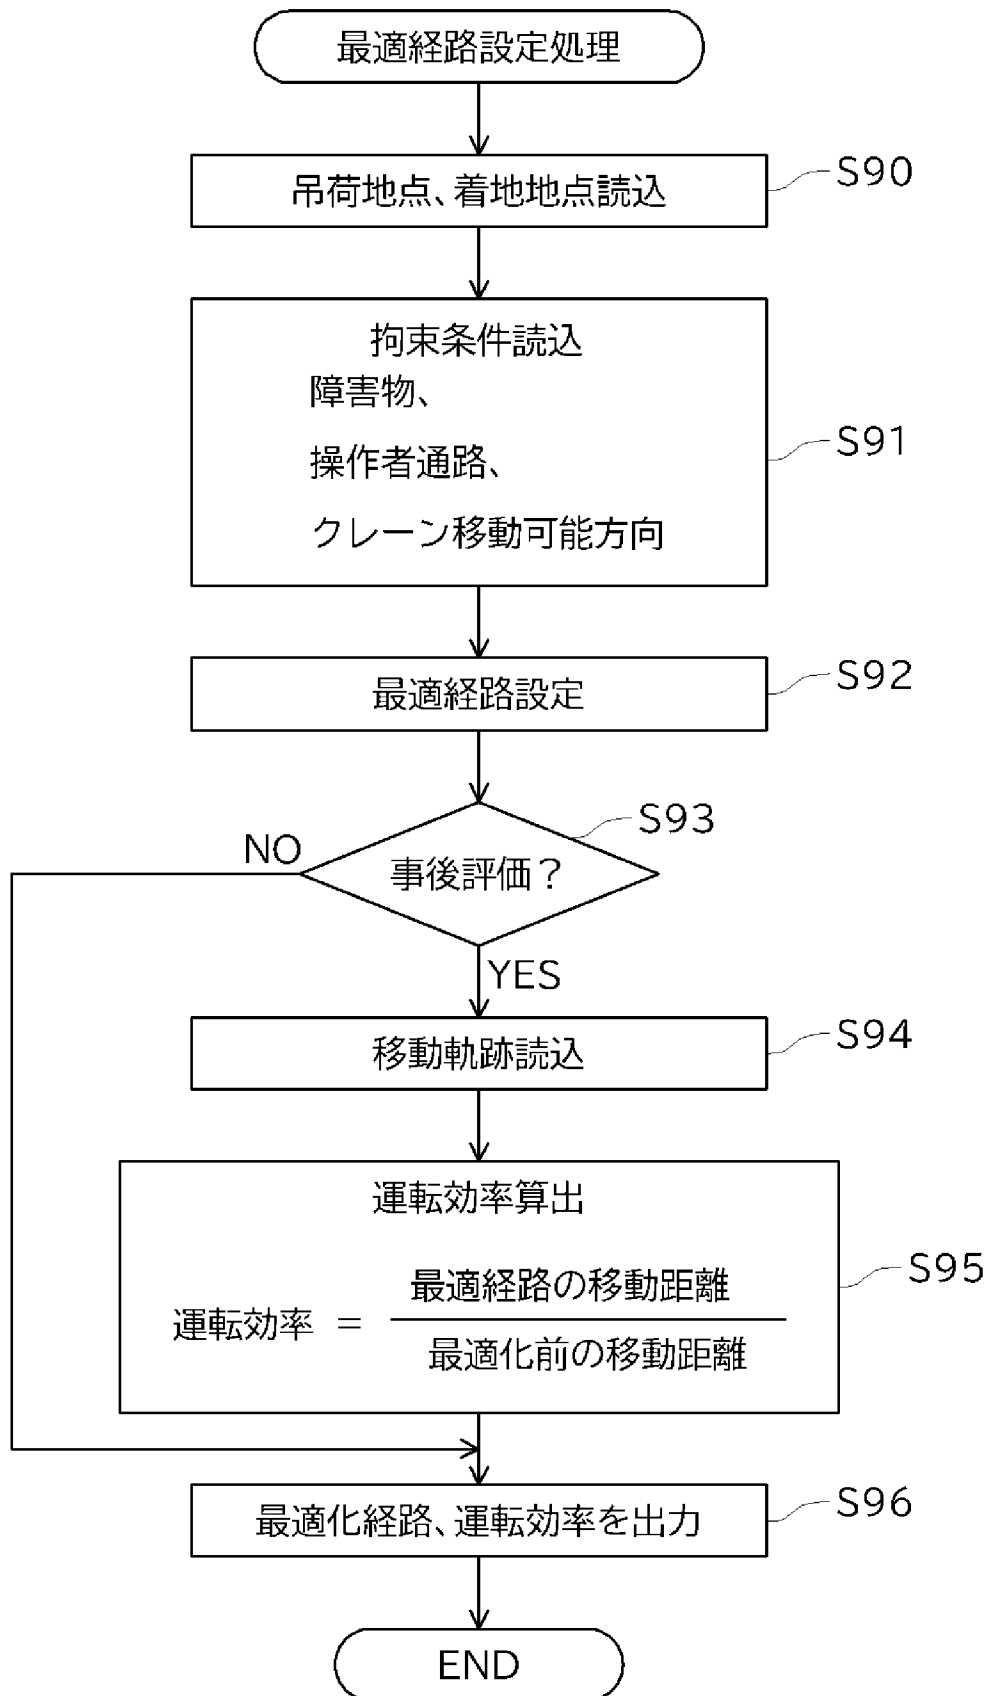 最適経路設定処理
吊荷地点、着地地点読込
S90
拘束条件読込
障害物、
操作者通路、
クレーン移動可能方向
S91
最適経路設定
S92
事後評価？
S93
NO
YES
移動軌跡読込
S94
運転効率算出
運転効率 = 最適経路の移動距離
最適化前の移動距離
S95
最適化経路、運転効率を出力
S96
END